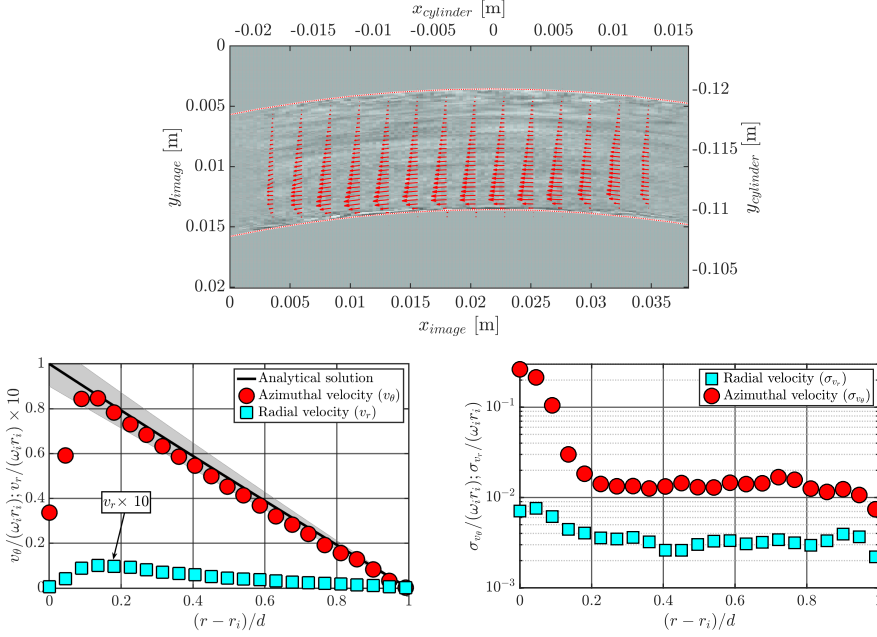 x_cylinder [m]
-0.02 -0.015 -0.01 -0.005 0 0.005 0.01 0.015
0
0.005
0.01
0.015
0.02
y_image [m]
-0.12
-0.115
-0.11
-0.105
y_cylinder [m]
0 0.005 0.01 0.015 0.02 0.025 0.03 0.035
x_image [m]
1
0.8
0.6
0.4
0.2
0
v_θ/(ω_i r_i); v_r/(ω_i r_i) × 10
Analytical solution
Azimuthal velocity (v_θ)
Radial velocity (v_r)
v_r × 10
0 0.2 0.4 0.6 0.8 1
(r − r_i)/d
10^{-1}
10^{-2}
10^{-3}
σ_{v_θ}/(ω_i r_i); σ_{v_r}/(ω_i r_i)
Radial velocity (σ_{v_r})
Azimuthal velocity (σ_{v_θ})
0 0.2 0.4 0.6 0.8 1
(r − r_i)/d